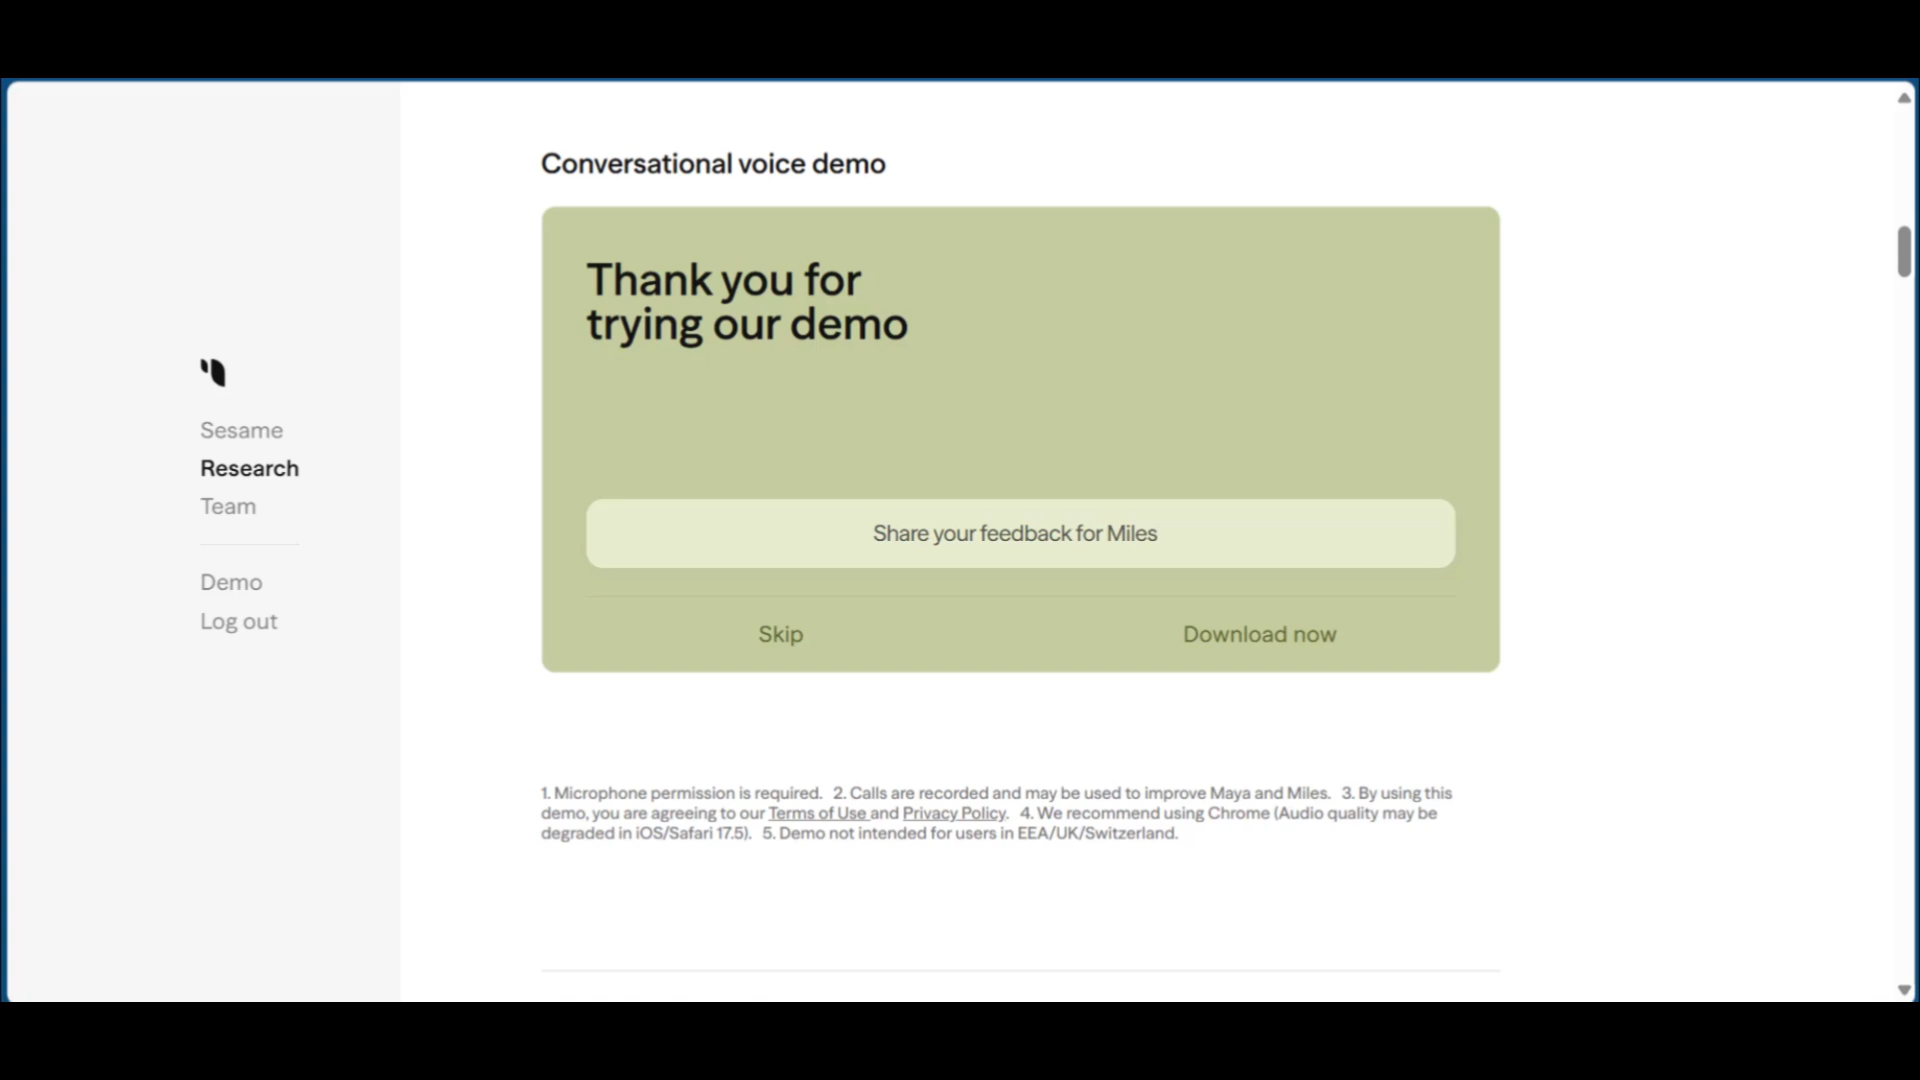 Conversational voice demo
Thank you for
trying our demo
Sesame
Research
Team
Demo
Log out
Share your feedback for Miles
Skip
Download now
1. Microphone permission is required. 2. Calls are recorded and may be used to improve Maya and Miles. 3. By using this
demo, you are agreeing to our Terms of Use and Privacy Policy. 4. We recommend using Chrome (Audio quality may be
degraded in iOS/Safari 17.5). 5. Demo not intended for users in EEA/UK/Switzerland.